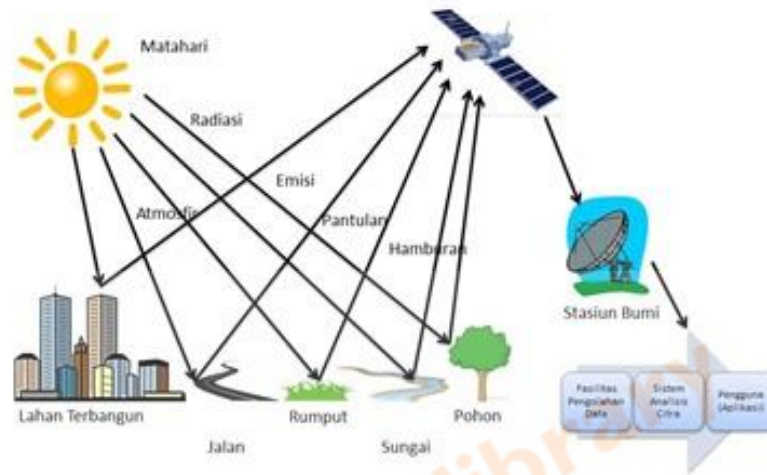 Matahari
Radiasi
Emisi
Atmosfir
Pantulan
Hamburan
Stasiun Bumi
Lahan Terbangun
Jalan
Rumput
Sungai
Pohon
Fasilitas
Pengolahan
Data
Sistem
Analisis
Citra
Pengguna
(Aplikasi)